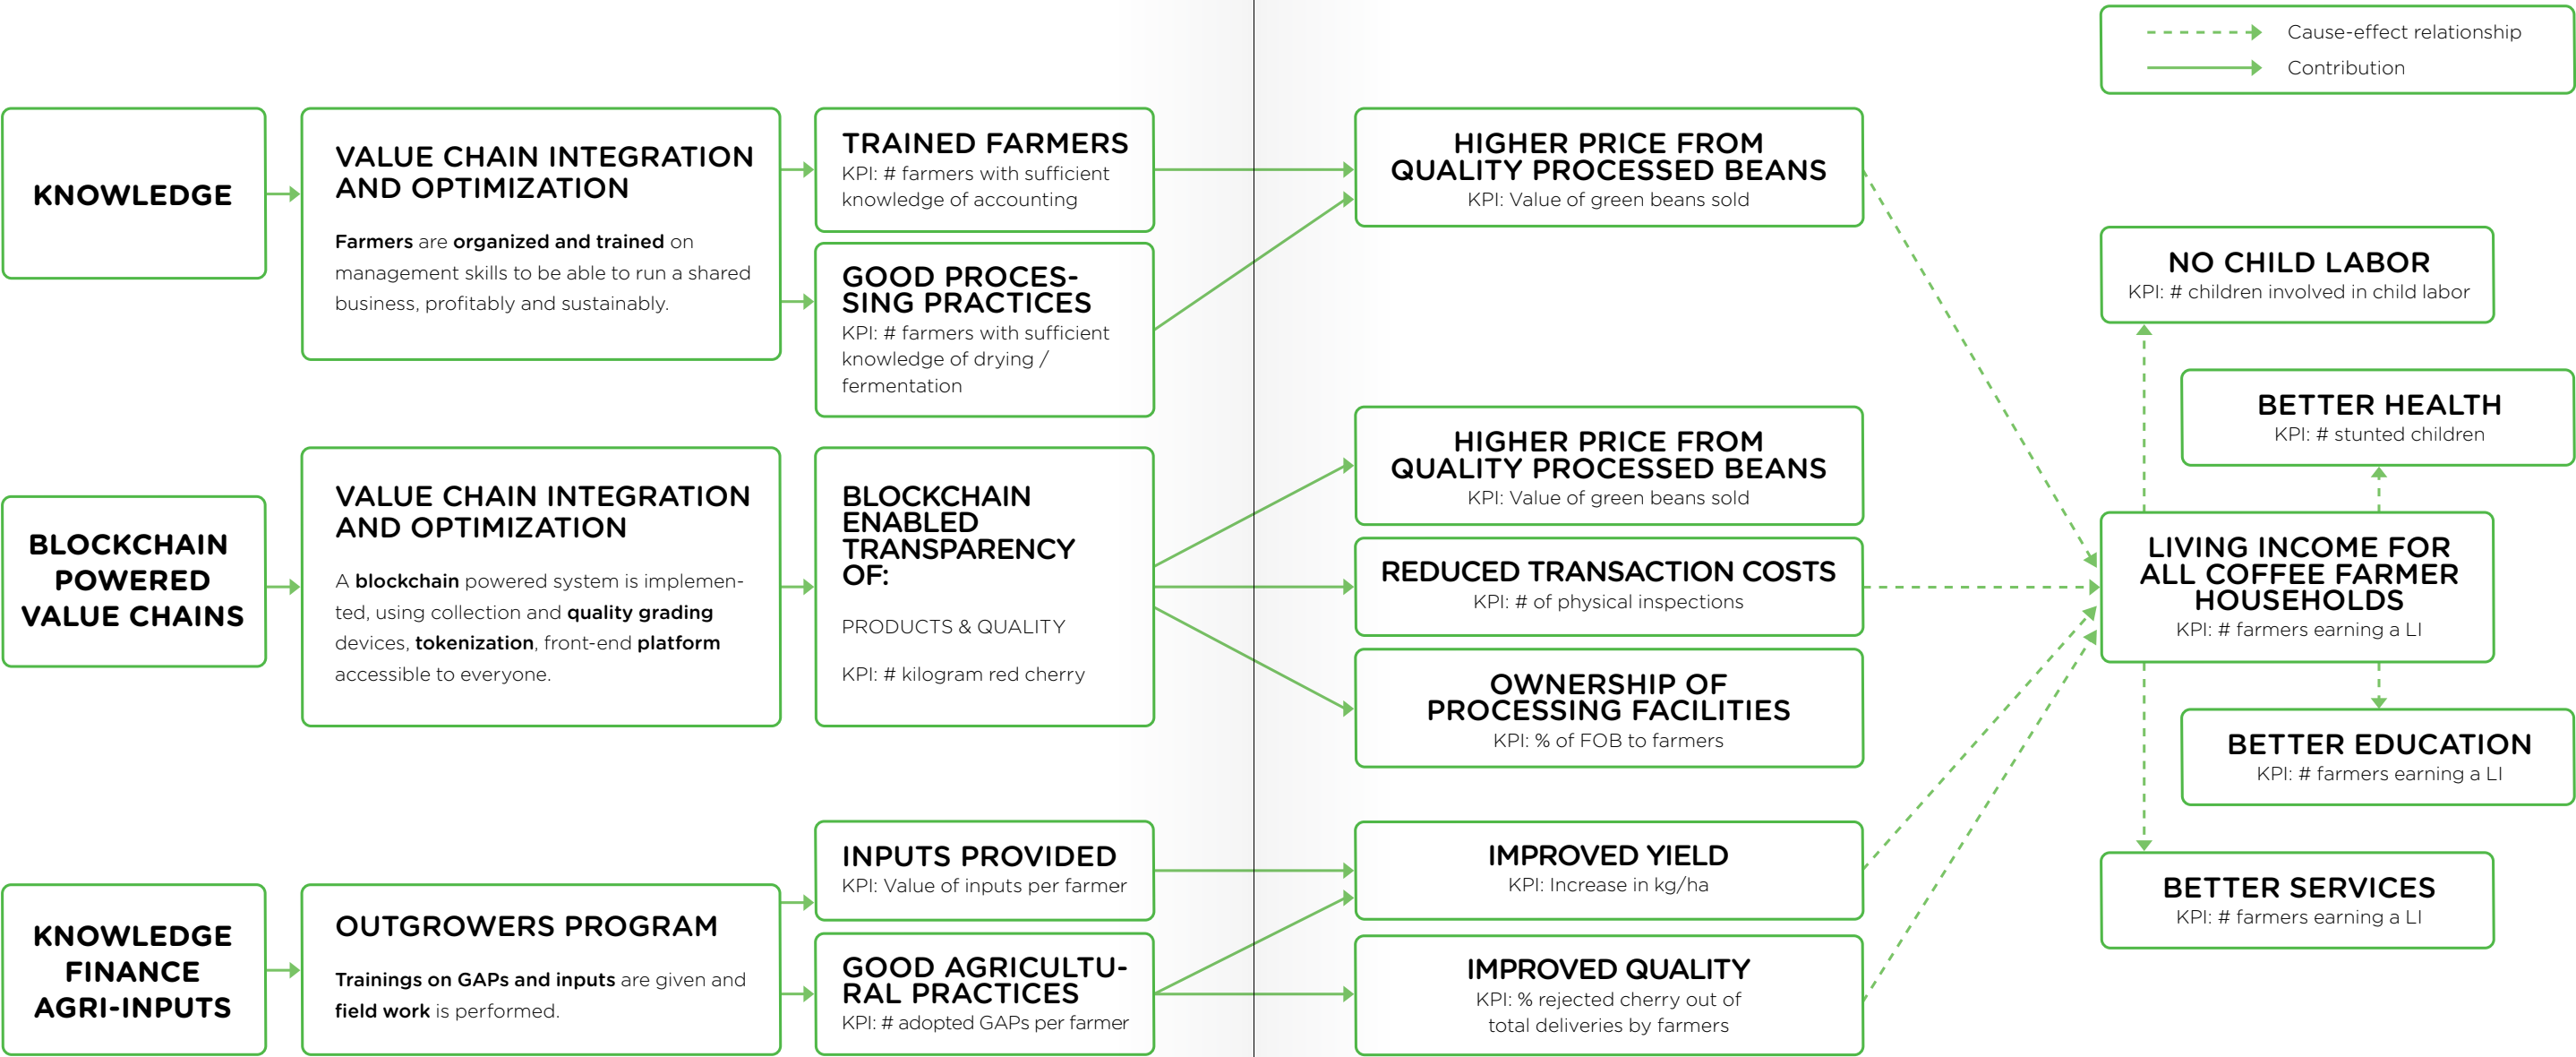 Cause-effect relationship
Contribution
KNOWLEDGE
VALUE CHAIN INTEGRATION
AND OPTIMIZATION
Farmers are organized and trained on
management skills to be able to run a shared
business, profitably and sustainably.
TRAINED FARMERS
KPI: # farmers with sufficient
knowledge of accounting
GOOD PROCES-
SING PRACTICES
KPI: # farmers with sufficient
knowledge of drying /
fermentation
HIGHER PRICE FROM
QUALITY PROCESSED BEANS
KPI: Value of green beans sold
BLOCKCHAIN
POWERED
VALUE CHAINS
VALUE CHAIN INTEGRATION
AND OPTIMIZATION
A blockchain powered system is implemen-
ted, using collection and quality grading
devices, tokenization, front-end platform
accessible to everyone.
BLOCKCHAIN
ENABLED
TRANSPARENCY
OF:
PRODUCTS & QUALITY
KPI: # kilogram red cherry
HIGHER PRICE FROM
QUALITY PROCESSED BEANS
KPI: Value of green beans sold
REDUCED TRANSACTION COSTS
KPI: # of physical inspections
OWNERSHIP OF
PROCESSING FACILITIES
KPI: % of FOB to farmers
KNOWLEDGE
FINANCE
AGRI-INPUTS
OUTGROWERS PROGRAM
Trainings on GAPs and inputs are given and
field work is performed.
INPUTS PROVIDED
KPI: Value of inputs per farmer
GOOD AGRICULTU-
RAL PRACTICES
KPI: # adopted GAPs per farmer
IMPROVED YIELD
KPI: Increase in kg/ha
IMPROVED QUALITY
KPI: % rejected cherry out of
total deliveries by farmers
NO CHILD LABOR
KPI: # children involved in child labor
BETTER HEALTH
KPI: # stunted children
LIVING INCOME FOR
ALL COFFEE FARMER
HOUSEHOLDS
KPI: # farmers earning a LI
BETTER EDUCATION
KPI: # farmers earning a LI
BETTER SERVICES
KPI: # farmers earning a LI